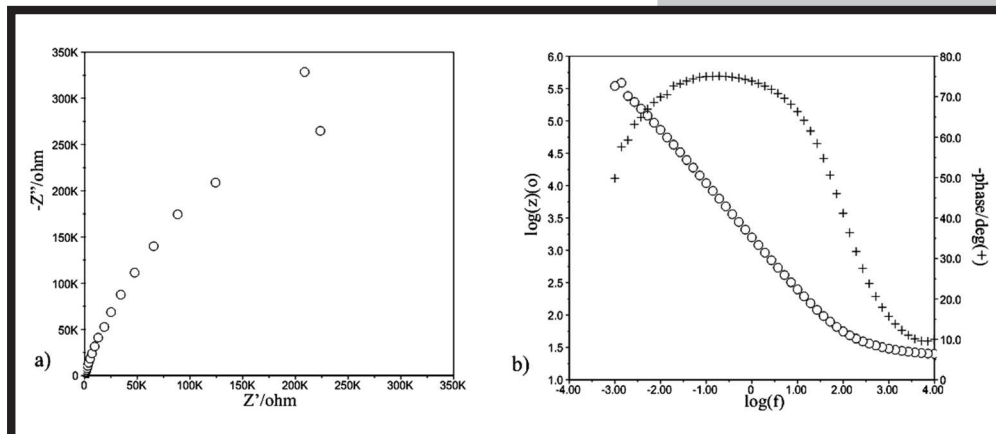 350K
300K
250K
200K
150K
100K
50K
0
0 50K 100K 150K 200K 250K 300K 350K
-Z''/ohm
Z'/ohm
a)
6.0
5.5
5.0
4.5
4.0
3.5
3.0
2.5
2.0
1.5
1.0
-4.00 -3.00 -2.00 -1.00 0.0 1.00 2.00 3.00 4.00
log(z)(o)
log(f)
80.0
70.0
60.0
50.0
40.0
30.0
20.0
10.0
0
-phase/deg(+)
b)